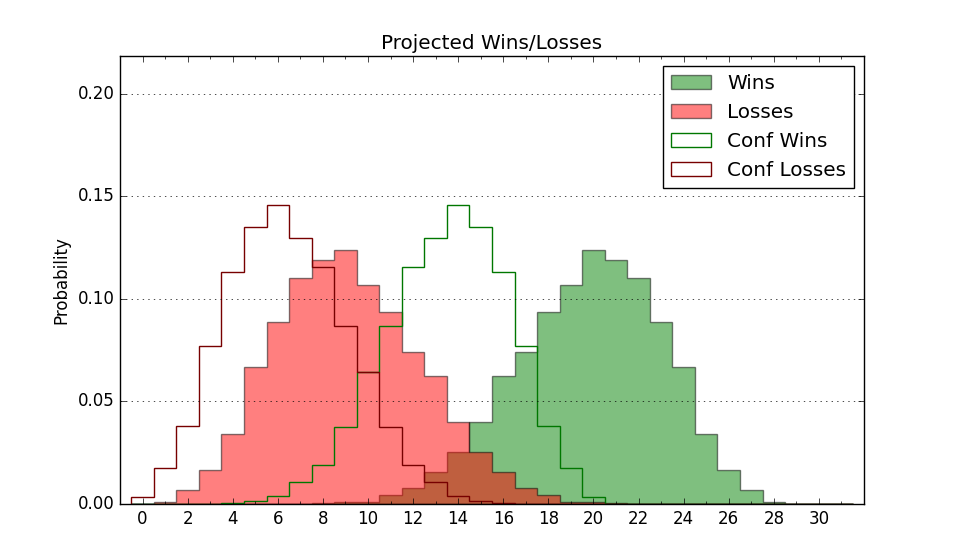 Projected Wins/Losses
Wins
Losses
Conf Wins
Conf Losses
Probability
0.20
0.15
0.10
0.05
0.00
0 2 4 6 8 10 12 14 16 18 20 22 24 26 28 30